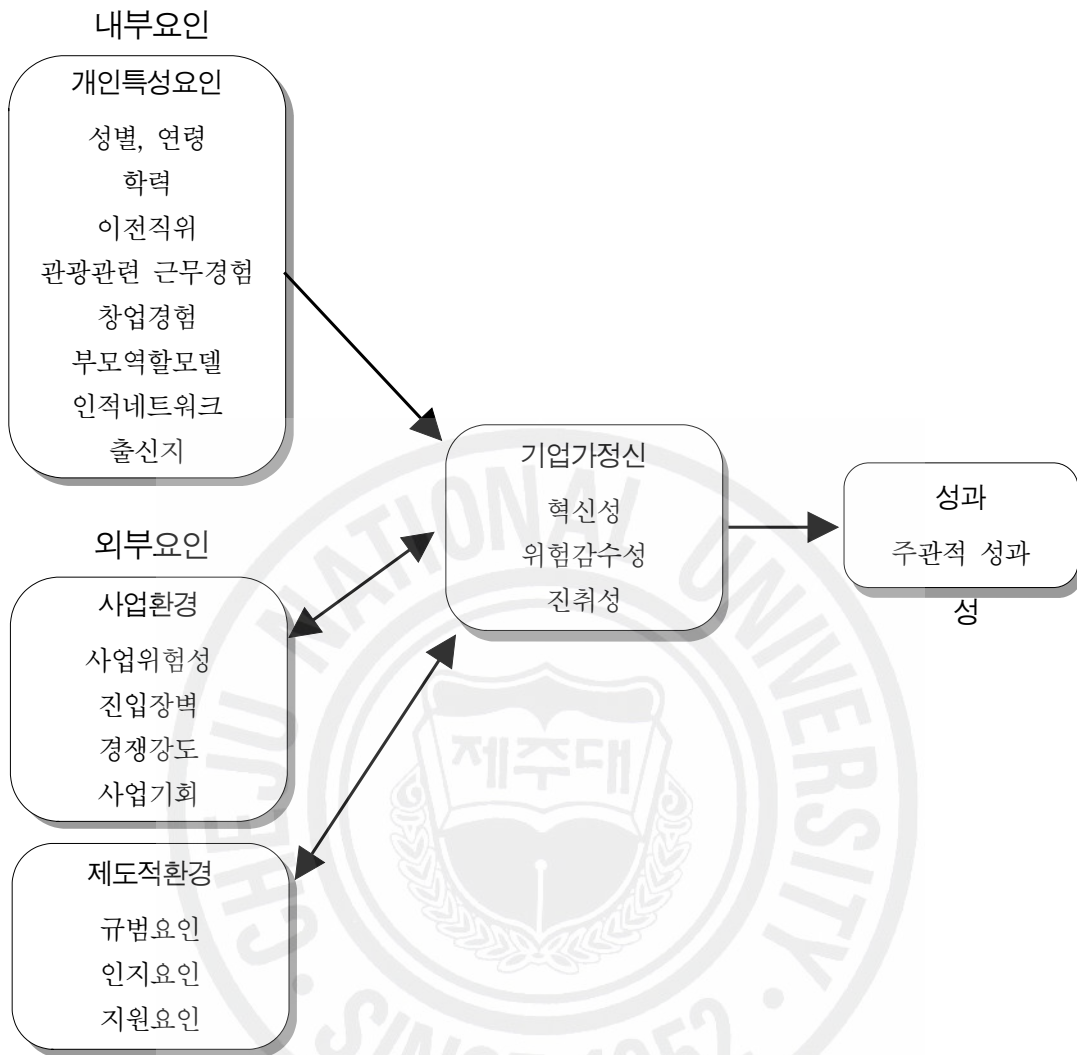 내부요인
개인특성요인
성별, 연령
학력
이전직위
관광관련 근무경험
창업경험
부모역할모델
인적네트워크
출신지
외부요인
사업환경
사업위험성
진입장벽
경쟁강도
사업기회
제도적환경
규범요인
인지요인
지원요인
기업가정신
혁신성
위험감수성
진취성
성과
주관적 성과
성
CHEJU NATIONAL UNIVERSITY
제주대
SINCE 1952